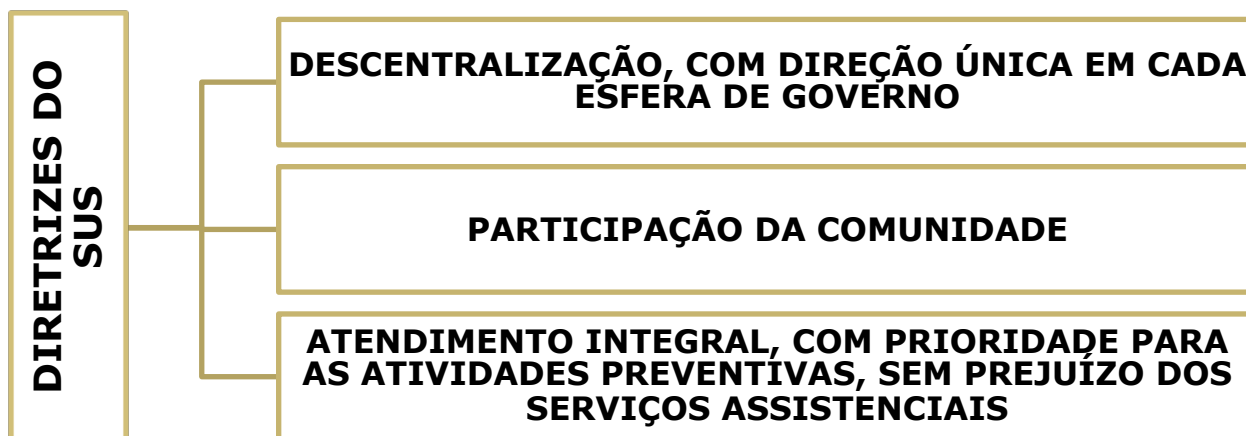 DIRETRIZES DO
SUS
DESCENTRALIZAÇÃO, COM DIREÇÃO ÚNICA EM CADA
ESFERA DE GOVERNO
PARTICIPAÇÃO DA COMUNIDADE
ATENDIMENTO INTEGRAL, COM PRIORIDADE PARA
AS ATIVIDADES PREVENTIVAS, SEM PREJUÍZO DOS
SERVIÇOS ASSISTENCIAIS